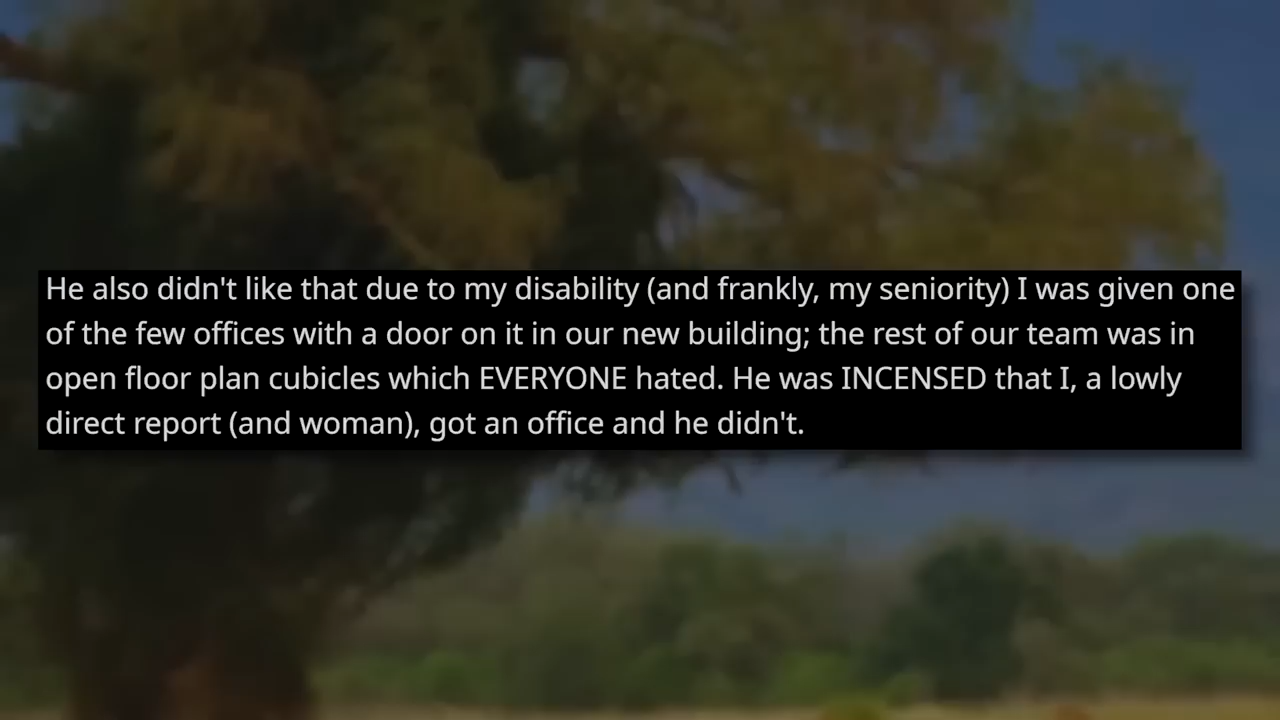 He also didn't like that due to my disability (and frankly, my seniority) I was given one
of the few offices with a door on it in our new building; the rest of our team was in
open floor plan cubicles which EVERYONE hated. He was INCENSED that I, a lowly
direct report (and woman), got an office and he didn't.